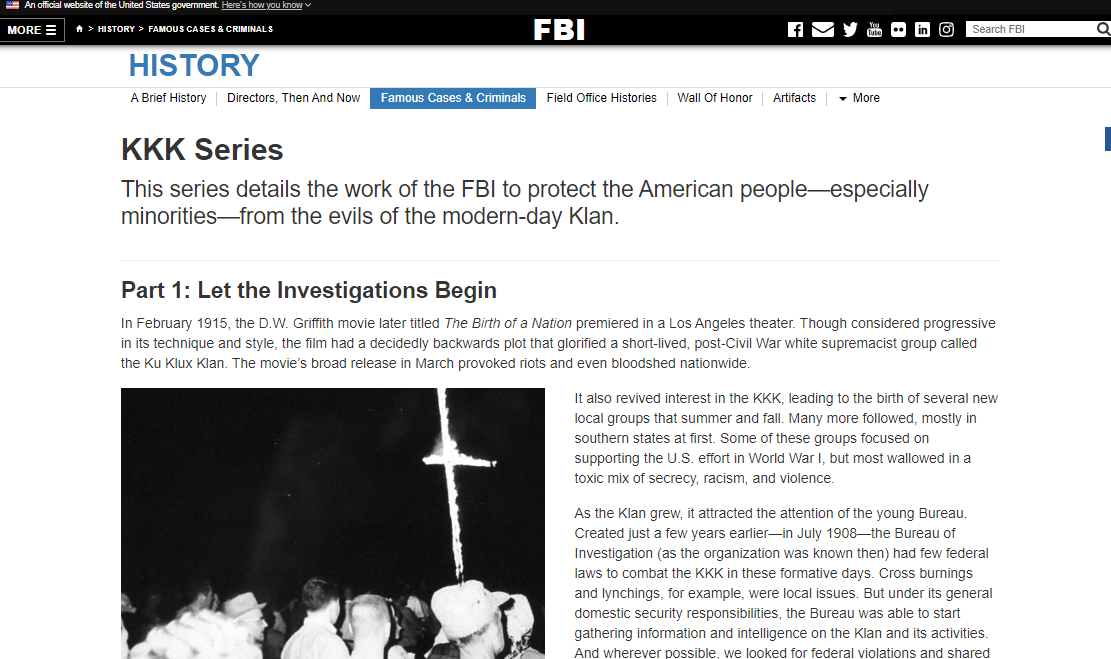 An official website of the United States government. Here's how you know
MORE
> HISTORY > FAMOUS CASES & CRIMINALS
FBI
You
Tube
in
Search FBI
HISTORY
A Brief History
Directors, Then And Now
Famous Cases & Criminals
Field Office Histories
Wall Of Honor
Artifacts
More
KKK Series
This series details the work of the FBI to protect the American people—especially
minorities—from the evils of the modern-day Klan.
Part 1: Let the Investigations Begin
In February 1915, the D.W. Griffith movie later titled The Birth of a Nation premiered in a Los Angeles theater. Though considered progressive
in its technique and style, the film had a decidedly backwards plot that glorified a short-lived, post-Civil War white supremacist group called
the Ku Klux Klan. The movie's broad release in March provoked riots and even bloodshed nationwide.
It also revived interest in the KKK, leading to the birth of several new
local groups that summer and fall. Many more followed, mostly in
southern states at first. Some of these groups focused on
supporting the U.S. effort in World War I, but most wallowed in a
toxic mix of secrecy, racism, and violence.
As the Klan grew, it attracted the attention of the young Bureau.
Created just a few years earlier—in July 1908—the Bureau of
Investigation (as the organization was known then) had few federal
laws to combat the KKK in these formative days. Cross burnings
and lynchings, for example, were local issues. But under its general
domestic security responsibilities, the Bureau was able to start
gathering information and intelligence on the Klan and its activities.
And wherever possible, we looked for federal violations and shared